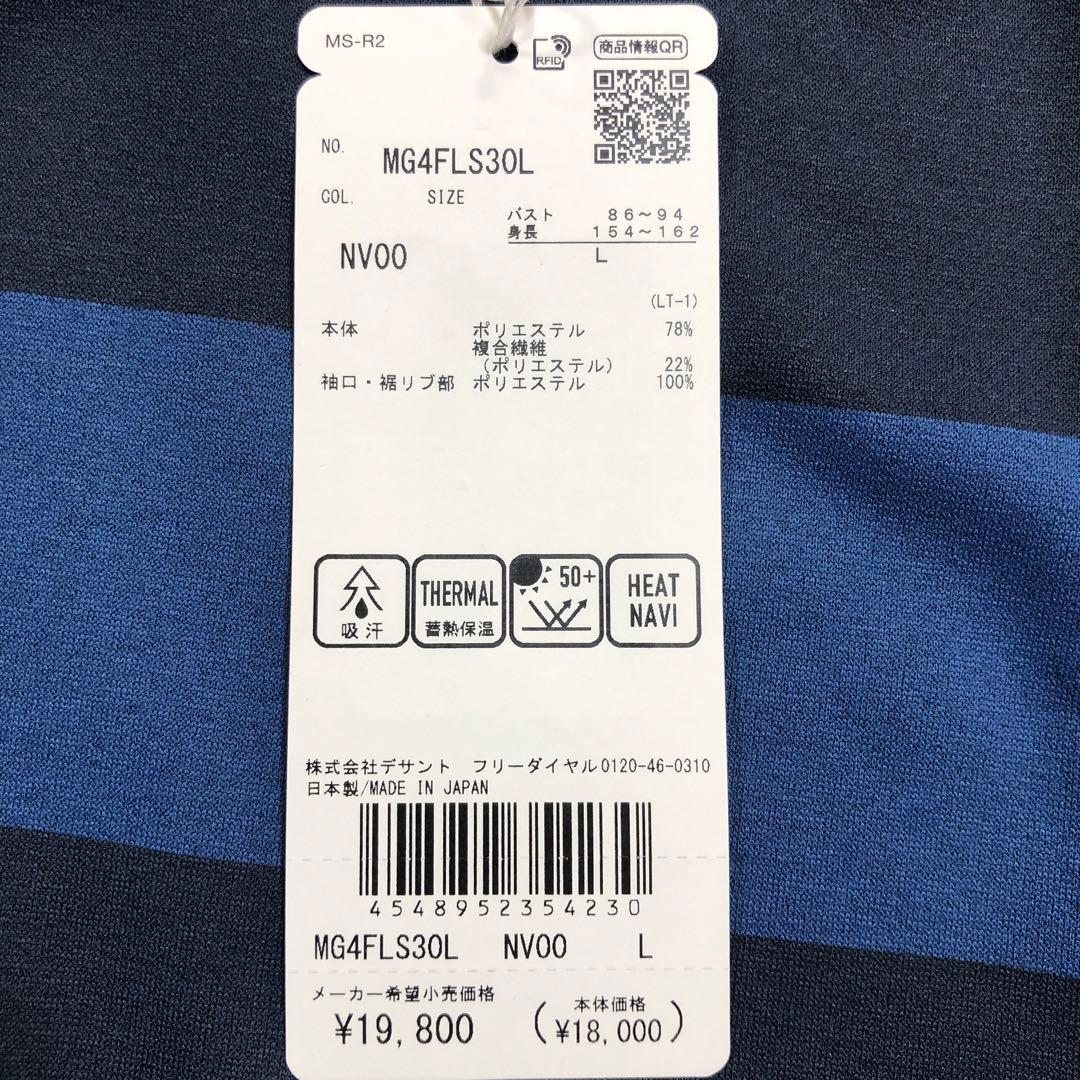 MS-R2
RFID
商品情報QR
NO. MG4FLS30L
COL. SIZE
バスト 86～94
身長 154～162
NV00 L
(LT-1)
本体 ポリエステル 78%
複合繊維
(ポリエステル) 22%
袖口・裾リブ部 ポリエステル 100%
吸汗
THERMAL
蓄熱保温
50+
HEAT
NAVI
株式会社デサント フリーダイヤル0120-46-0310
日本製/MADE IN JAPAN
4548952354230
MG4FLS30L NV00 L
メーカー希望小売価格
¥19,800
(本体価格
¥18,000)